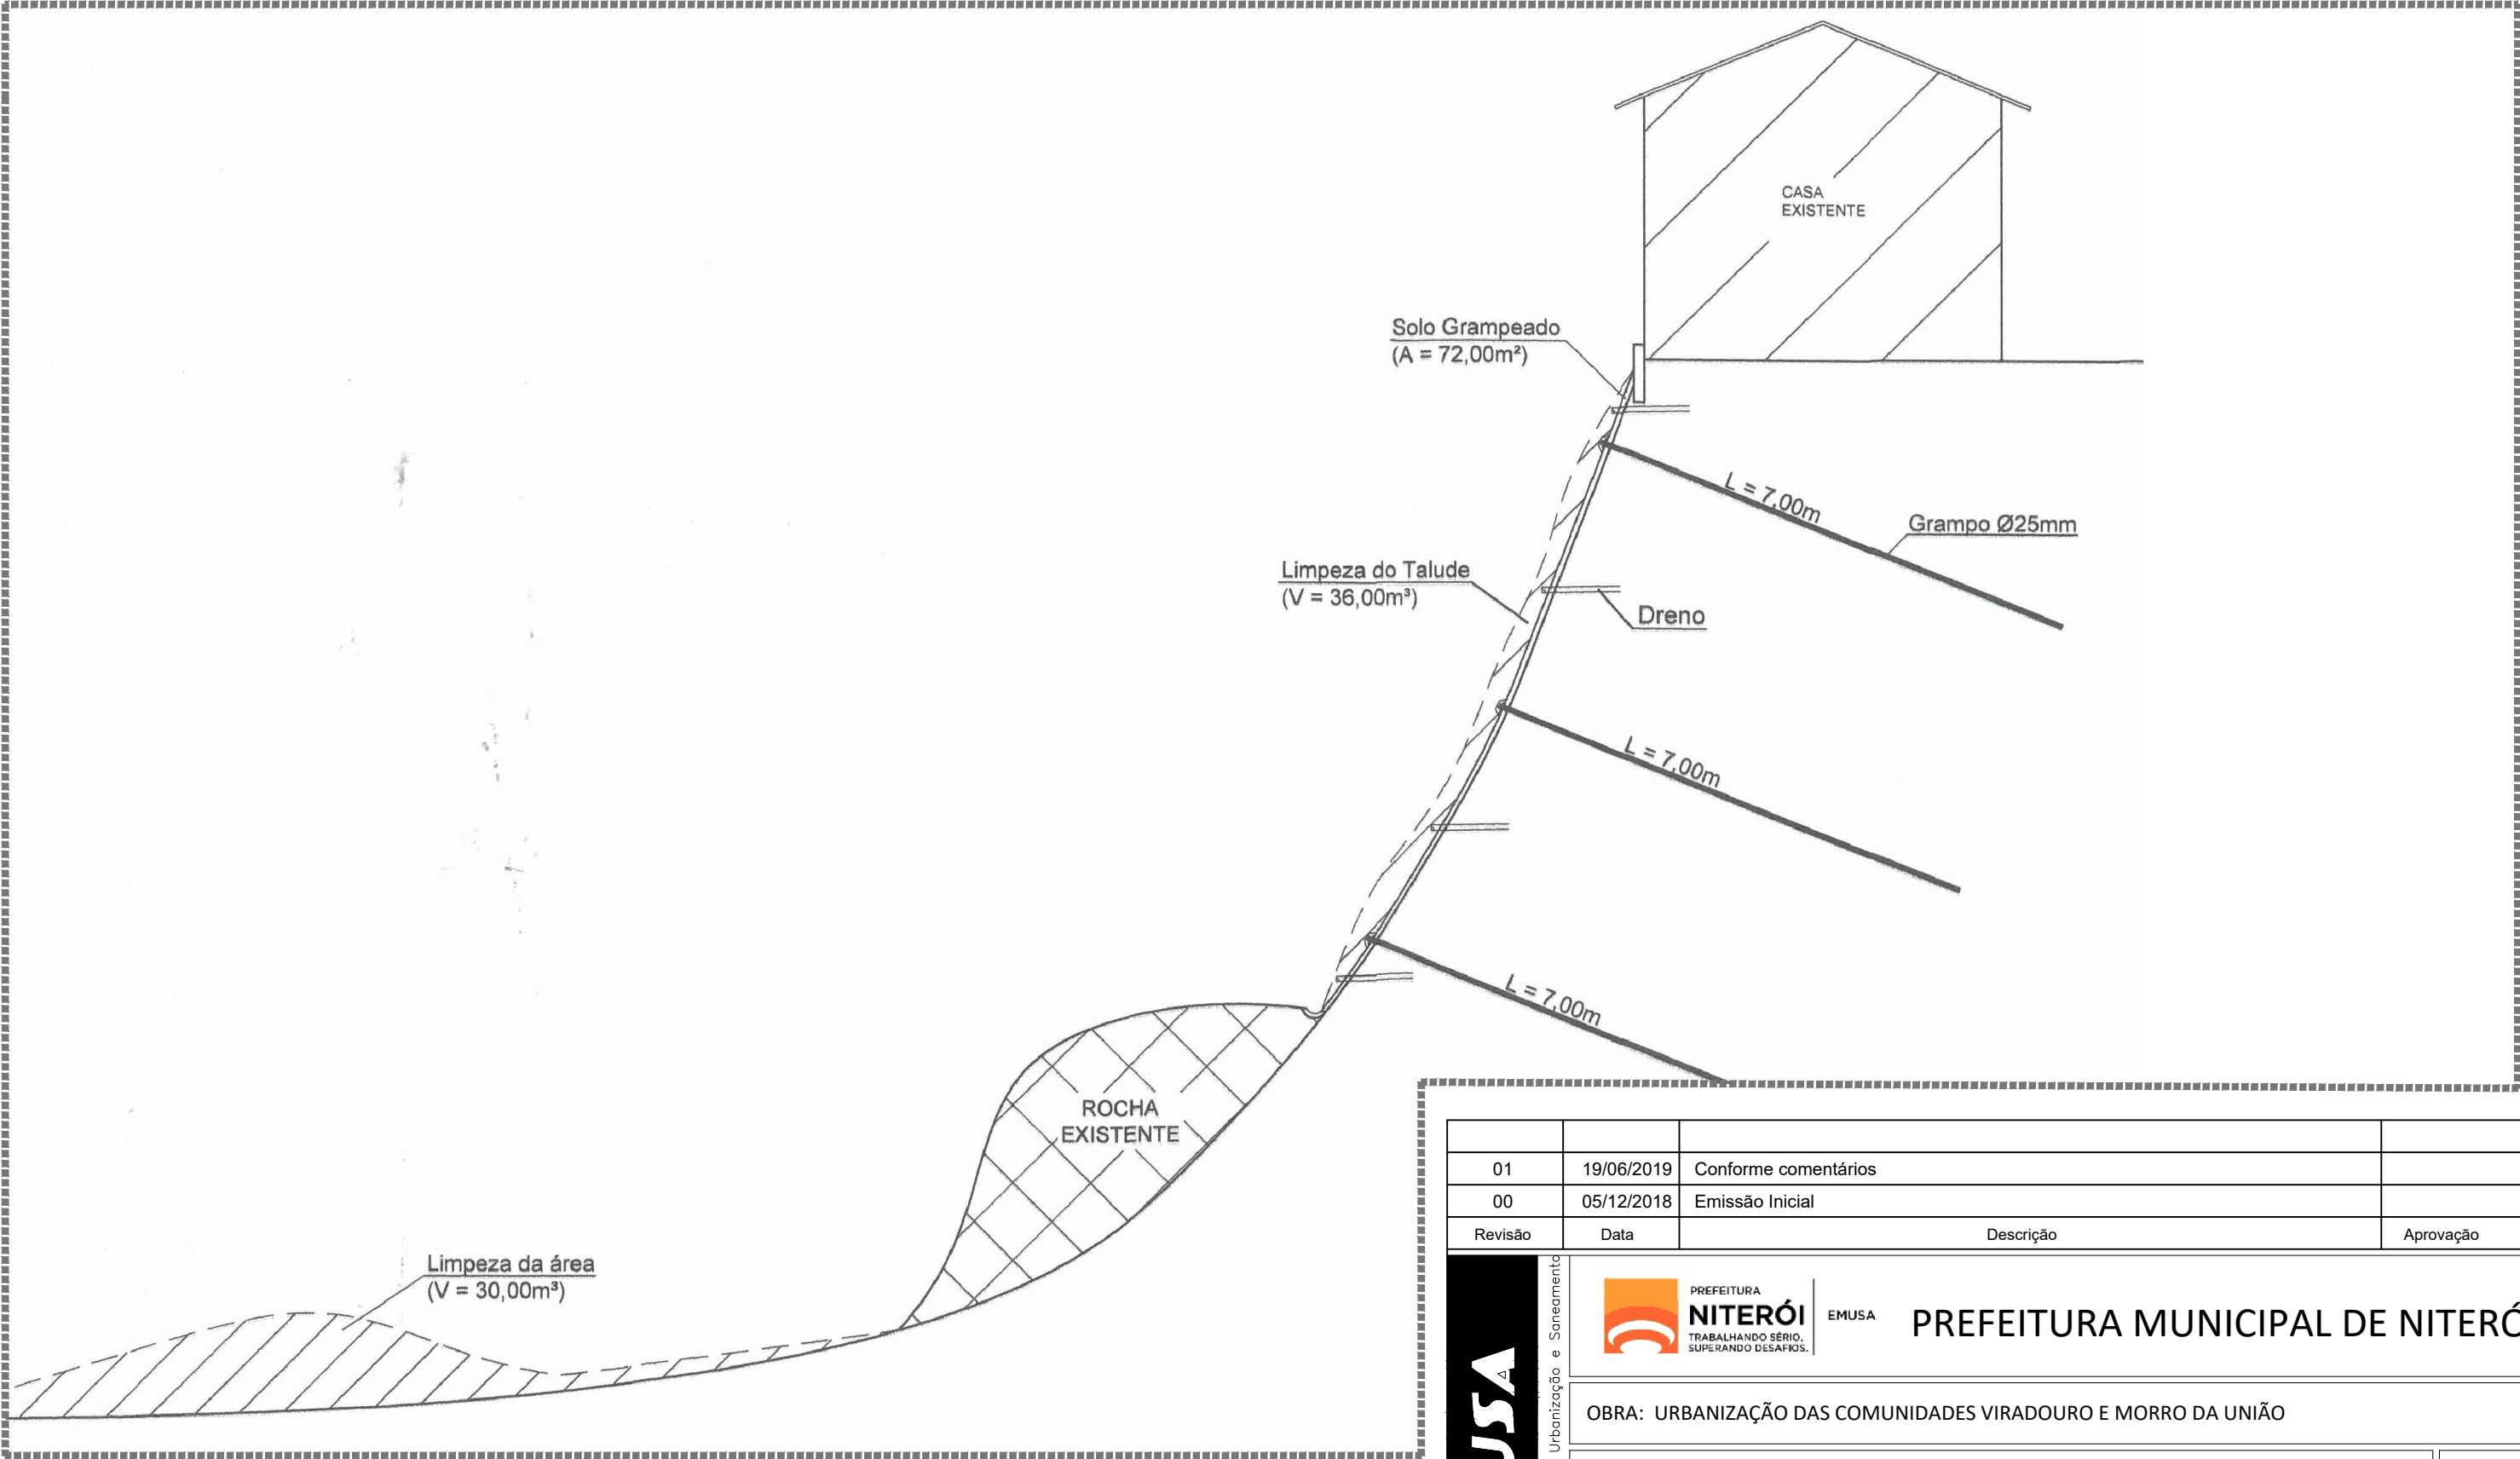 CASA
EXISTENTE
Solo Grampeado
(A = 72,00m²)
L = 7,00m
Grampo Ø25mm
Limpeza do Talude
(V = 36,00m³)
Dreno
L = 7,00m
L = 7,00m
ROCHA
EXISTENTE
Limpeza da área
(V = 30,00m³)
01 19/06/2019 Conforme comentários
00 05/12/2018 Emissão Inicial
Revisão Data Descrição Aprovação
Urbanização e Saneamento
USA
PREFEITURA
NITERÓI
TRABALHANDO SÉRIO,
SUPERANDO DESAFIOS.
EMUSA
PREFEITURA MUNICIPAL DE NITERÓ
OBRA: URBANIZAÇÃO DAS COMUNIDADES VIRADOURO E MORRO DA UNIÃO